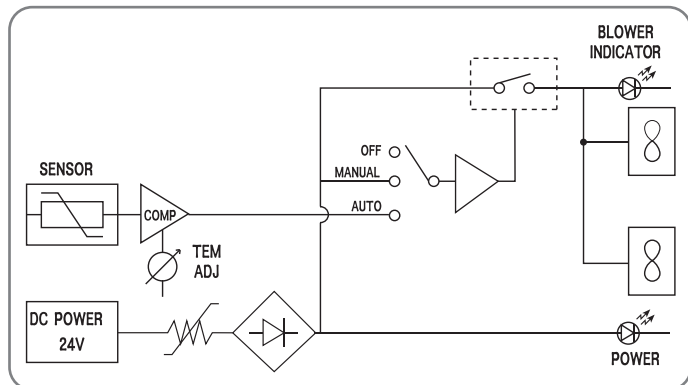 BLOWER
INDICATOR
OFF
MANUAL
AUTO
SENSOR
COMP
TEM
ADJ
DC POWER
24V
POWER